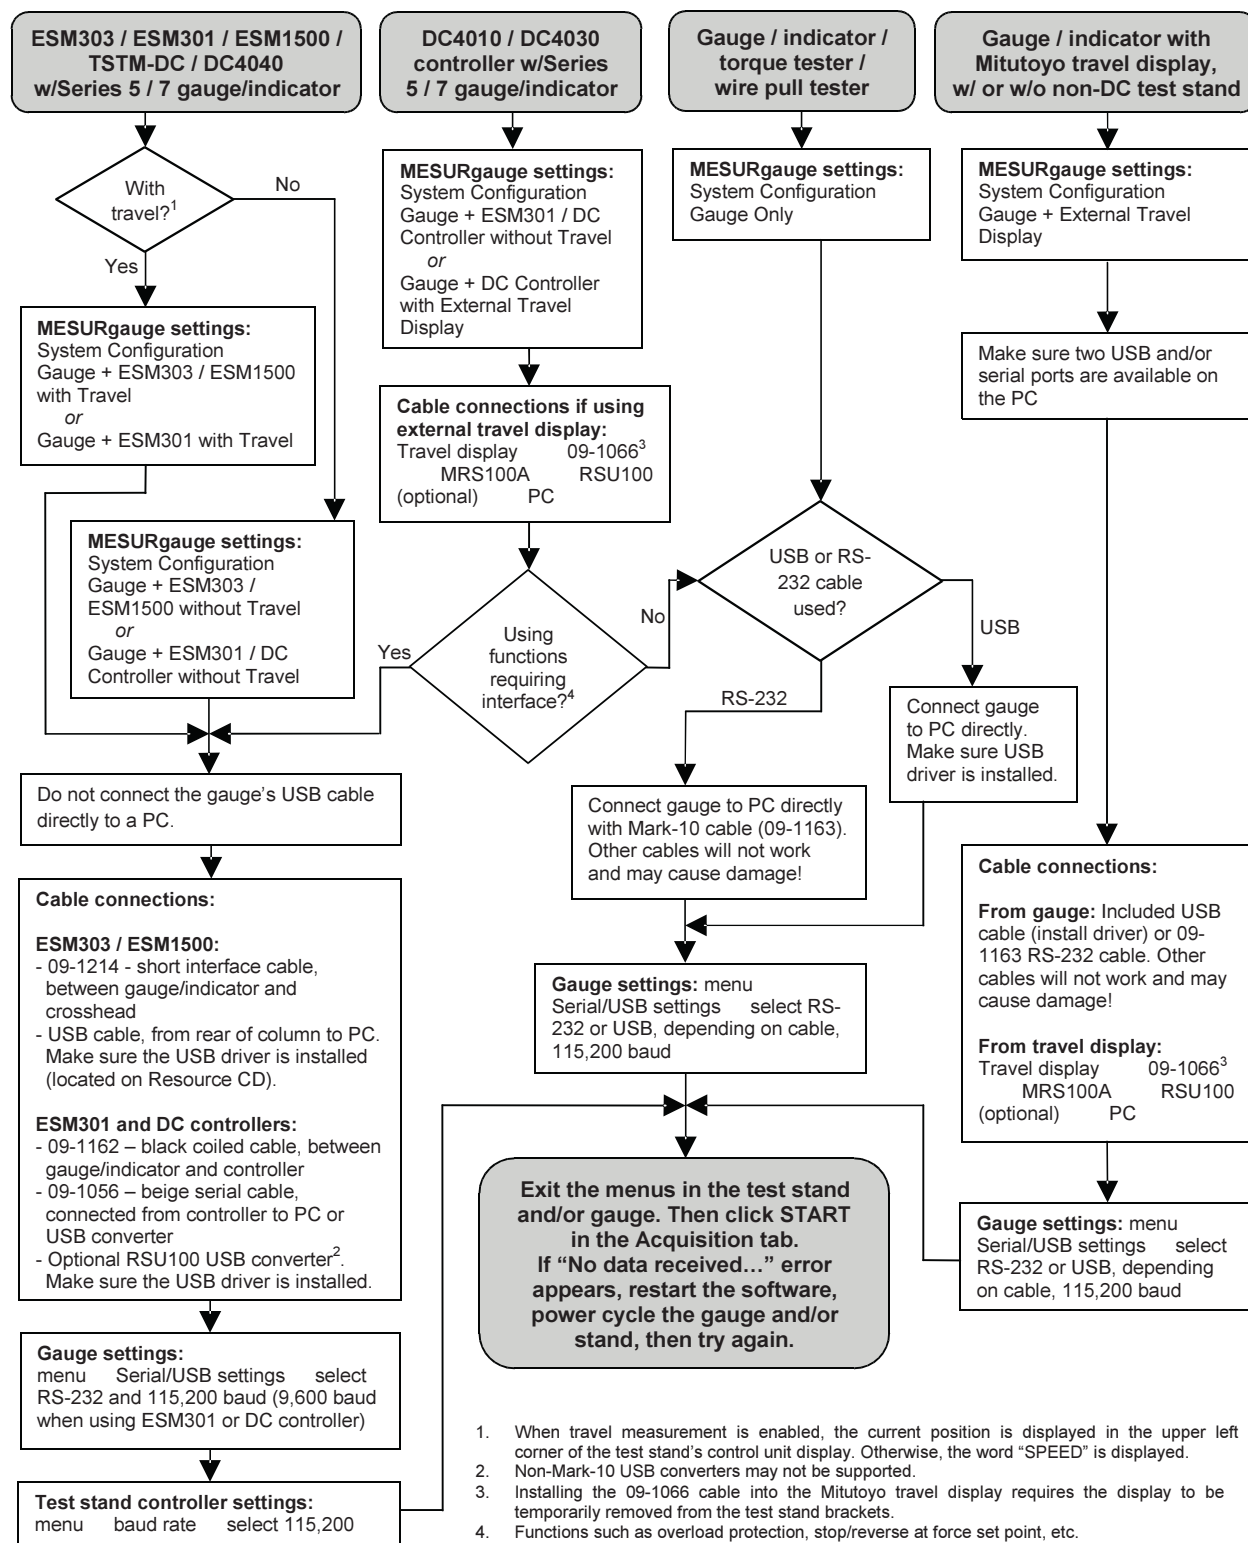 ESM303 / ESM301 / ESM1500 /
TSTM-DC / DC4040
w/Series 5 / 7 gauge/indicator
DC4010 / DC4030
controller w/Series
5 / 7 gauge/indicator
Gauge / indicator /
torque tester /
wire pull tester
Gauge / indicator with
Mitutoyo travel display,
w/ or w/o non-DC test stand
With
travel?1
No
Yes
MESURgauge settings:
System Configuration
Gauge + ESM303 / ESM1500
with Travel
or
Gauge + ESM301 with Travel
MESURgauge settings:
System Configuration
Gauge + ESM303 /
ESM1500 without Travel
or
Gauge + ESM301 / DC
Controller without Travel
Do not connect the gauge's USB cable
directly to a PC.
Cable connections:
ESM303 / ESM1500:
- 09-1214 - short interface cable,
between gauge/indicator and
crosshead
- USB cable, from rear of column to PC.
Make sure the USB driver is installed
(located on Resource CD).
ESM301 and DC controllers:
- 09-1162 – black coiled cable, between
gauge/indicator and controller
- 09-1056 – beige serial cable,
connected from controller to PC or
USB converter
- Optional RSU100 USB converter2.
Make sure the USB driver is installed.
Gauge settings:
menu Serial/USB settings select
RS-232 and 115,200 baud (9,600 baud
when using ESM301 or DC controller)
Test stand controller settings:
menu baud rate select 115,200
MESURgauge settings:
System Configuration
Gauge + ESM301 / DC
Controller without Travel
or
Gauge + DC Controller
with External Travel
Display
Cable connections if using
external travel display:
Travel display 09-10663
MRS100A RSU100
(optional) PC
Using
functions
requiring
interface?4
Yes
No
MESURgauge settings:
System Configuration
Gauge Only
USB or RS-
232 cable
used?
RS-232
USB
Connect gauge
to PC directly.
Make sure USB
driver is installed.
Connect gauge to PC directly
with Mark-10 cable (09-1163).
Other cables will not work
and may cause damage!
Gauge settings: menu
Serial/USB settings select RS-
232 or USB, depending on cable,
115,200 baud
MESURgauge settings:
System Configuration
Gauge + External Travel
Display
Make sure two USB and/or
serial ports are available on
the PC
Cable connections:
From gauge: Included USB
cable (install driver) or 09-
1163 RS-232 cable. Other
cables will not work and may
cause damage!
From travel display:
Travel display 09-10663
MRS100A RSU100
(optional) PC
Gauge settings: menu
Serial/USB settings select
RS-232 or USB, depending
on cable, 115,200 baud
Exit the menus in the test stand
and/or gauge. Then click START
in the Acquisition tab.
If “No data received…” error
appears, restart the software,
power cycle the gauge and/or
stand, then try again.
1. When travel measurement is enabled, the current position is displayed in the upper left
corner of the test stand's control unit display. Otherwise, the word “SPEED” is displayed.
2. Non-Mark-10 USB converters may not be supported.
3. Installing the 09-1066 cable into the Mitutoyo travel display requires the display to be
temporarily removed from the test stand brackets.
4. Functions such as overload protection, stop/reverse at force set point, etc.